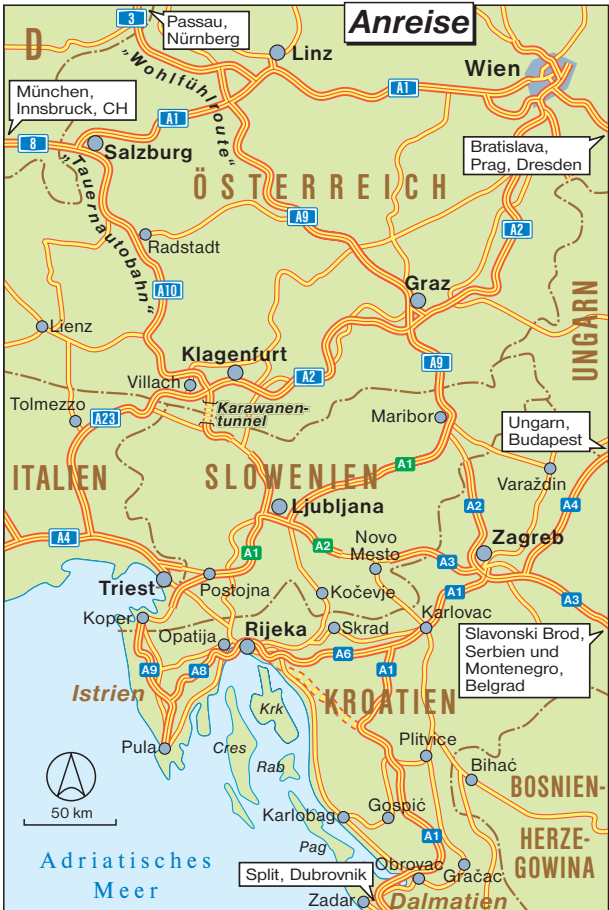 3
Passau,
Nürnberg
Anreise
D
Linz
Wien
München,
Innsbruck, CH
„Wohlfühlroute“
A1
A1
8
Salzburg
Bratislava,
Prag, Dresden
„Tauernautobahn“
ÖSTERREICH
A9
A2
Radstadt
A10
Graz
UNGARN
Lienz
Klagenfurt
A2
A9
Villach
Tolmezzo
A23
Karawanen-
tunnel
Maribor
Ungarn,
Budapest
ITALIEN
SLOWENIEN
A1
Varaždin
Ljubljana
A2
A4
A4
A1
A2
Novo
Mesto
A3
Zagreb
Triest
Postojna
Kočevje
A1
A3
Koper
Opatija
Rijeka
Skrad
Karlovac
Slavonski Brod,
Serbien und
Montenegro,
Belgrad
A9
A8
A6
A1
Istrien
Krk
KROATIEN
Pula
Cres
Rab
Plitvice
Bihać
BOSNIEN-
HERZE-
GOWINA
50 km
Karlobag
Gospić
A1
Pag
Adriatisches
Meer
Split, Dubrovnik
Obrovac
Gračac
Zadar
Dalmatien